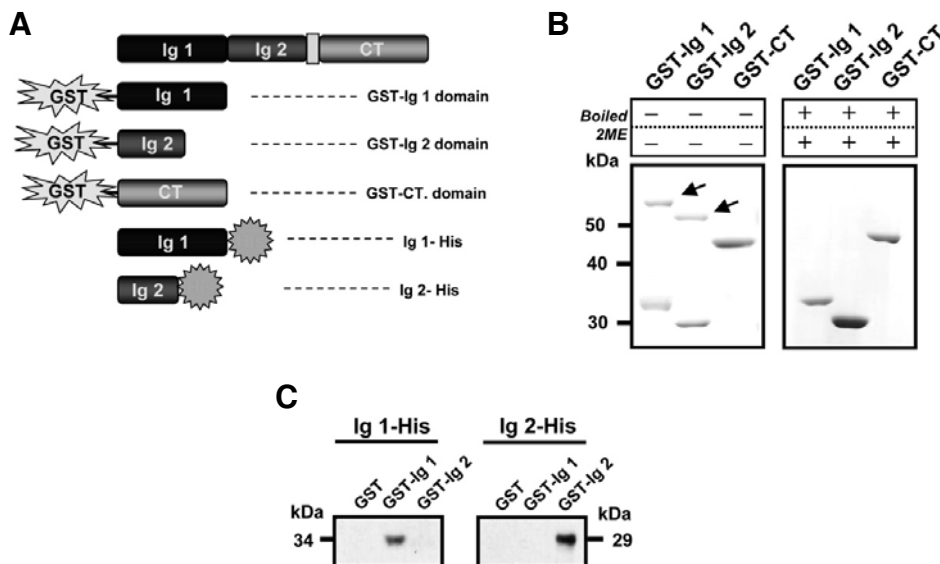 A
Ig 1 Ig 2 CT
GST Ig 1 GST-Ig 1 domain
GST Ig 2 GST-Ig 2 domain
GST CT GST-CT. domain
Ig 1 Ig 1- His
Ig 2 Ig 2- His
B
GST-Ig 1 GST-Ig 2 GST-CT GST-Ig 1 GST-Ig 2 GST-CT
Boiled − − − + + +
2ME − − − + + +
kDa
50
40
30
C
Ig 1-His Ig 2-His
GST GST-Ig 1 GST-Ig 2 GST GST-Ig 1 GST-Ig 2
kDa kDa
34 29